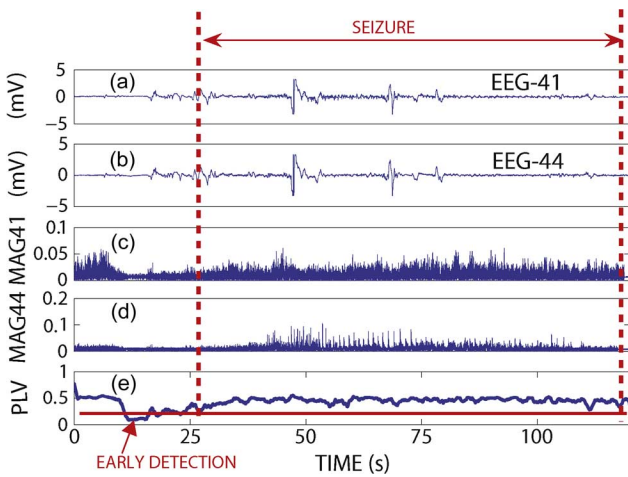 SEIZURE
5
0
−5
(mV)
(a)
EEG-41
5
0
−5
(mV)
(b)
EEG-44
0.1
0.05
0
MAG41
(c)
0.2
0.1
0
MAG44
(d)
1
0.5
0
PLV
(e)
0 25 50 75 100
EARLY DETECTION
TIME (s)